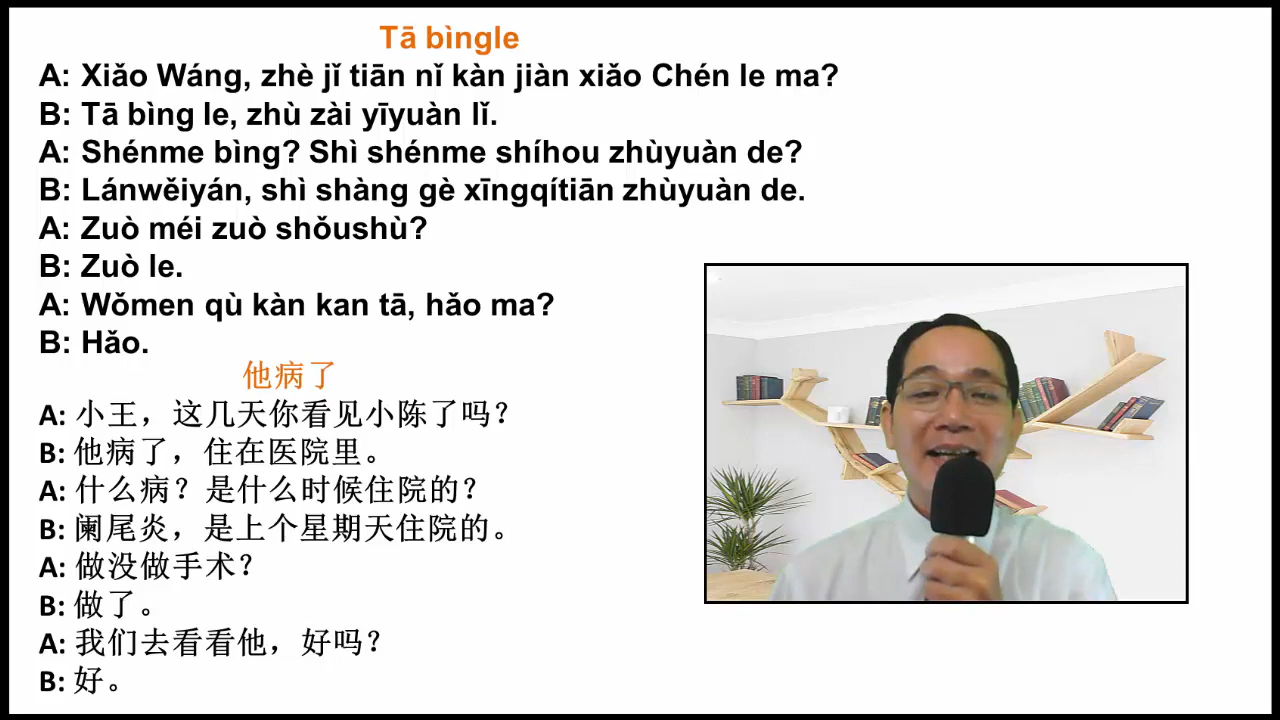 Tā bìngle
A: Xiǎo Wáng, zhè jǐ tiān nǐ kàn jiàn xiǎo Chén le ma?
B: Tā bìng le, zhù zài yīyuàn lǐ.
A: Shénme bìng? Shì shénme shíhou zhùyuàn de?
B: Lánwěiyán, shì shàng gè xīngqítiān zhùyuàn de.
A: Zuò méi zuò shǒushù?
B: Zuò le.
A: Wǒmen qù kàn kan tā, hǎo ma?
B: Hǎo.
他病了
A: 小王，这几天你看见小陈了吗？
B: 他病了，住在医院里。
A: 什么病？是什么时候住院的？
B: 阑尾炎，是上个星期天住院的。
A: 做没做手术？
B: 做了。
A: 我们去看看他，好吗？
B: 好。